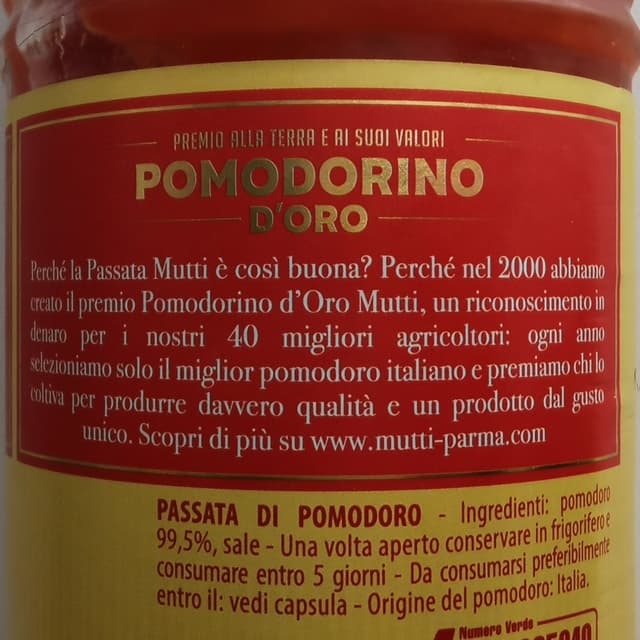 PREMIO ALLA TERRA E AI SUOI VALORI
POMODORINO
D'ORO
Perché la Passata Mutti è così buona? Perché nel 2000 abbiamo
creato il premio Pomodorino d'Oro Mutti, un riconoscimento in
denaro per i nostri 40 migliori agricoltori: ogni anno
selezioniamo solo il miglior pomodoro italiano e premiamo chi lo
coltiva per produrre davvero qualità e un prodotto dal gusto
unico. Scopri di più su www.mutti-parma.com
PASSATA DI POMODORO - Ingredienti: pomodoro
99,5%, sale - Una volta aperto conservare in frigorifero e
consumare entro 5 giorni - Da consumarsi preferibilmente
entro il: vedi capsula - Origine del pomodoro: Italia.
Numero Verde